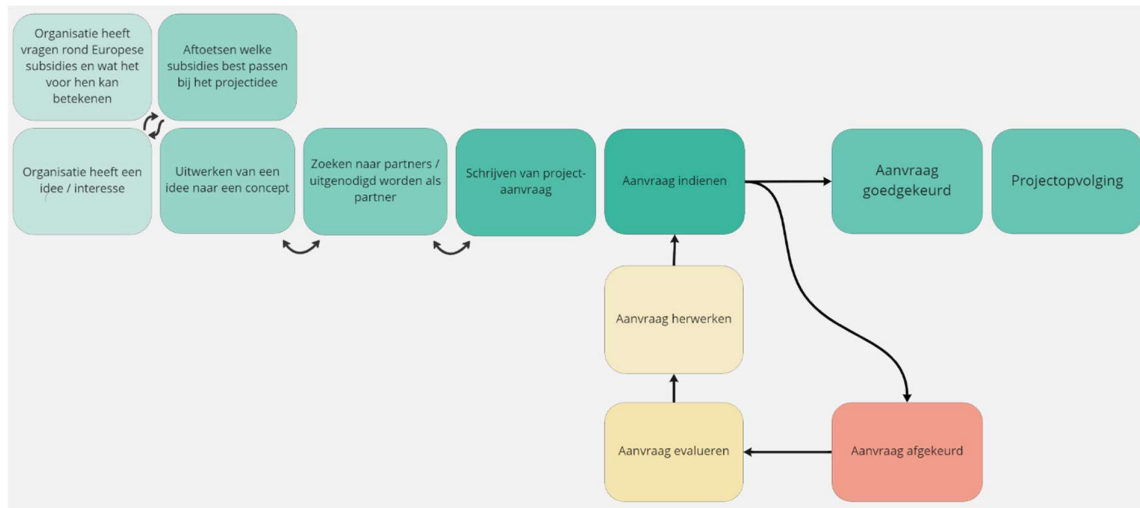 Organisatie heeft
vragen rond Europese
subsidies en wat het
voor hen kan
betekenen
Aftoetsen welke
subsidies best passen
bij het projectidee
Organisatie heeft een
idee / interesse
Uitwerken van een
idee naar een concept
Zoeken naar partners /
uitgenodigd worden als
partner
Schrijven van project-
aanvraag
Aanvraag indienen
Aanvraag
goedgekeurd
Projectopvolging
Aanvraag herwerken
Aanvraag evalueren
Aanvraag afgekeurd